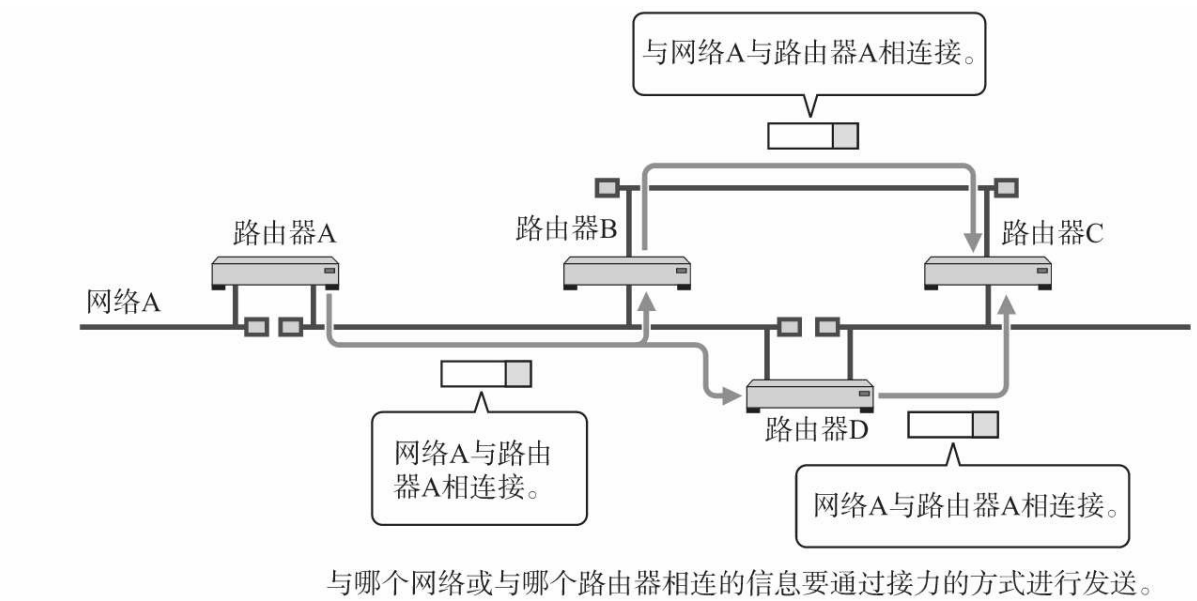 与网络A与路由器A相连接。
路由器A
路由器B
路由器C
网络A
路由器D
网络A与路由
器A相连接。
网络A与路由器A相连接。
与哪个网络或与哪个路由器相连的信息要通过接力的方式进行发送。